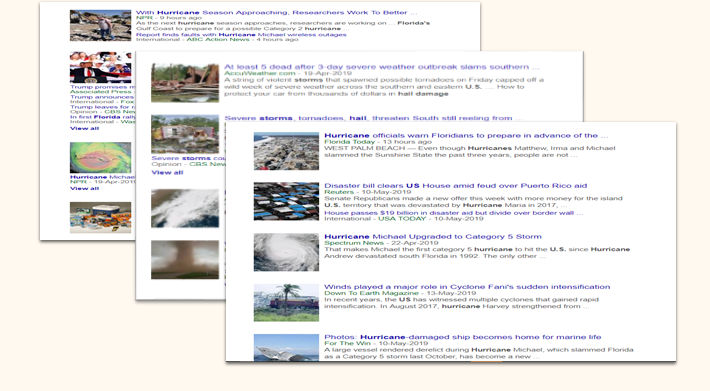 With Hurricane Season Approaching, Researchers Work To Better ...
NPR - 9 hours ago
As the next hurricane season approaches, researchers are working on ... Florida's
Gulf Coast to prepare for a possible Category 2 hurricane ...
Report finds faults with Hurricane Michael wireless outages
International - ABC Action News - 4 hours ago
Trump promises m
Associated Press
Trump announces
International - Fox
Trump leaves for r
Opinion - CBS Ne
In first Florida rally
International - Was
View all
Hurricane Michael
NPR - 19-Apr-201
At least 5 dead after 3-day severe weather outbreak slams southern ...
AccuWeather.com - 19-Apr-2019
A string of violent storms that spawned possible tornadoes on Friday capped off a
wild week of severe weather across the southern and eastern U.S. ... How to
protect your car from thousands of dollars in hail damage
Severe storms, tornadoes, hail, threaten South still reeling from ...
Severe storms cou
Opinion - CBS N
View all
Hurricane officials warn Floridians to prepare in advance of the ...
Florida Today - 13 hours ago
WEST PALM BEACH — Even though Hurricanes Matthew, Irma and Michael
slammed the Sunshine State the past three years, people are not ...
Disaster bill clears US House amid feud over Puerto Rico aid
Reuters - 10-May-2019
Senate Republicans made a new offer this week with more money for the island
U.S. territory that was devastated by Hurricane Maria in 2017, ...
House passes $19 billion in disaster aid but divide over border wall ...
International - USA TODAY - 10-May-2019
Hurricane Michael Upgraded to Category 5 Storm
Spectrum News - 22-Apr-2019
That makes Michael the first category 5 hurricane to hit the U.S. since Hurricane
Andrew devastated south Florida in 1992. The only other ...
Winds played a major role in Cyclone Fani's sudden intensification
Down To Earth Magazine - 13-May-2019
In recent years, the US has witnessed multiple cyclones that gained rapid
intensification. In August 2017, hurricane Harvey strengthened from ...
Photos: Hurricane-damaged ship becomes home for marine life
For The Win - 10-May-2019
A large vessel rendered derelict during Hurricane Michael, which slammed Florida
as a Category 5 storm last October, has become a new ...